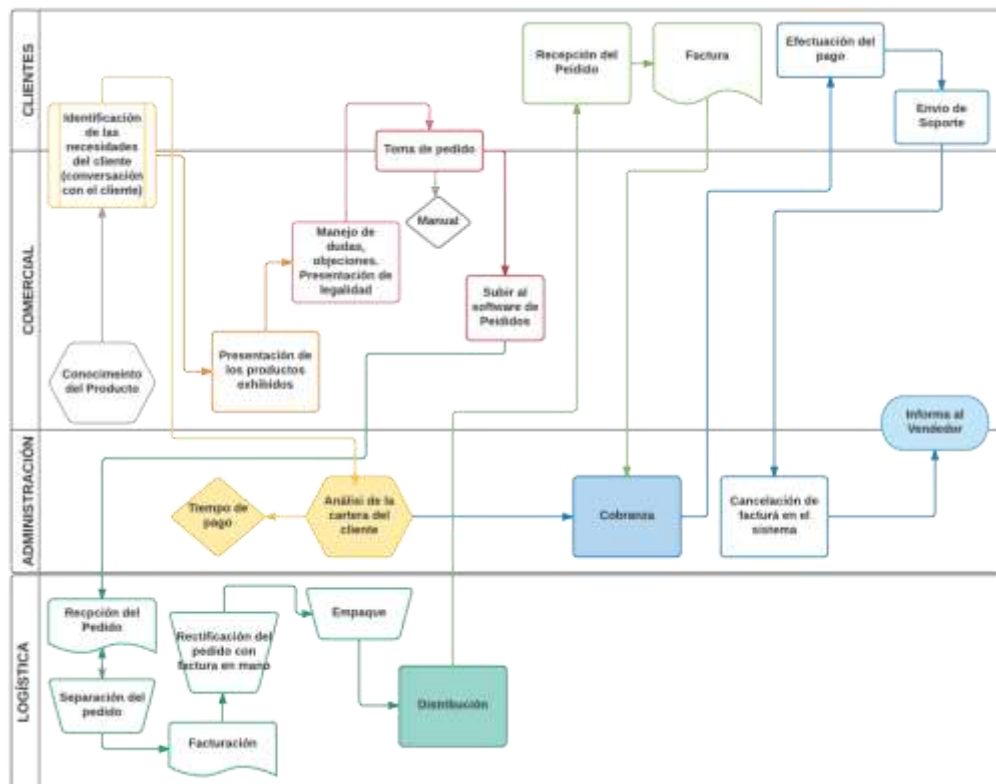 CLIENTES
Identificación
de las
necesidades
del cliente
(conversación
con el cliente)
Toma de pedido
Recepción del
Peidido
Factura
Efectuación del
pago
Envio de
Soporte
COMERCIAL
Conocimeinto
del Producto
Presentación de
los productos
exhibidos
Manejo de
dudas,
objeciones.
Presentación de
legalidad
Manual
Subir al
software de
Peididos
Informa al
Vendedor
ADMINISTRACIÓN
Tiempo de
pago
Análisi de la
cartera del
cliente
Cobranza
Cancelación de
facturá en el
sistema
LOGÍSTICA
Recpción del
Pedido
Separación del
pedido
Facturación
Rectificación del
pedido con
factura en mano
Empaque
Distribución